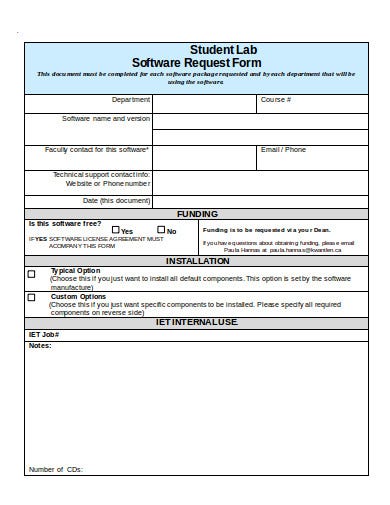 Student Lab
Software Request Form
This document must be completed for each software package requested and by each department that will be
using the software.
Department
Course #
Software name and version
Faculty contact for this software*
Email / Phone
Technical support contact info:
Website or Phone number
Date (this document)
FUNDING
Is this software free?
Yes
No
IF YES SOFTWARE LICENSE AGREEMENT MUST
ACOMPANY THIS FORM
Funding is to be requested via your Dean.
If you have questions about obtaining funding, please email
Paula Hannas at paula.hannas@kwantlen.ca
INSTALLATION
Typical Option
(Choose this if you just want to install all default components. This option is set by the software
manufacture)
Custom Options
(Choose this if you just want specific components to be installed. Please specify all required
components on reverse side)
IET INTERNAL USE.
IET Job#
Notes:
Number of CDs: